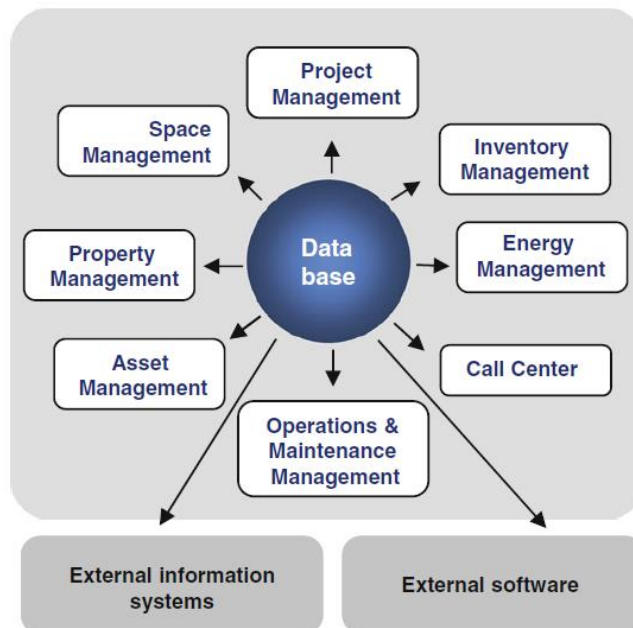 Project
Management
Space
Management
Inventory
Management
Data
base
Property
Management
Energy
Management
Asset
Management
Call Center
Operations &
Maintenance
Management
External information
systems
External software